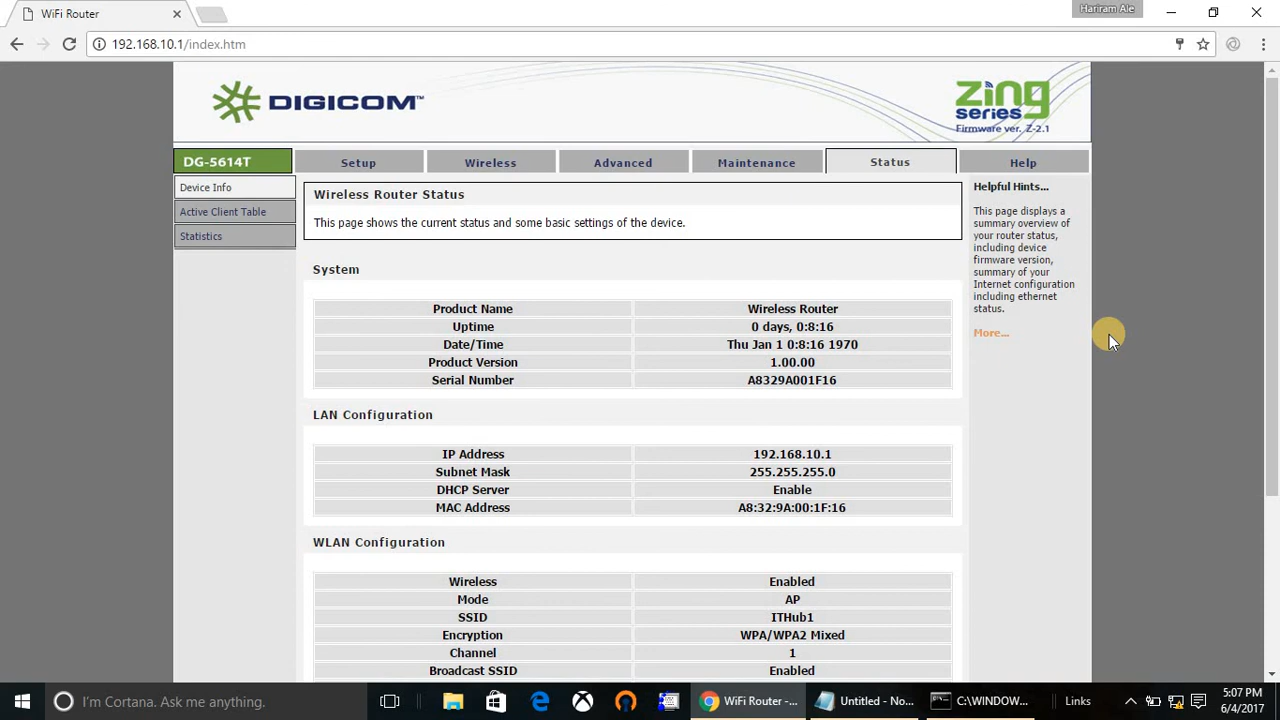 WiFi Router
Hariram Ale
192.168.10.1/index.htm
DIGICOM
zing
series
Firmware ver. Z-2.1
DG-5614T
Setup
Wireless
Advanced
Maintenance
Status
Help
Device Info
Active Client Table
Statistics
Wireless Router Status
This page shows the current status and some basic settings of the device.
System
Product Name Wireless Router
Uptime 0 days, 0:8:16
Date/Time Thu Jan 1 0:8:16 1970
Product Version 1.00.00
Serial Number A8329A001F16
LAN Configuration
IP Address 192.168.10.1
Subnet Mask 255.255.255.0
DHCP Server Enable
MAC Address A8:32:9A:00:1F:16
WLAN Configuration
Wireless Enabled
Mode AP
SSID ITHub1
Encryption WPA/WPA2 Mixed
Channel 1
Broadcast SSID Enabled
Helpful Hints...
This page displays a
summary overview of
your router status,
including device
firmware version,
summary of your
Internet configuration
including ethernet
status.
More...
I'm Cortana. Ask me anything.
WiFi Router -...
Untitled - No...
C:\WINDOW...
Links
5:07 PM
6/4/2017